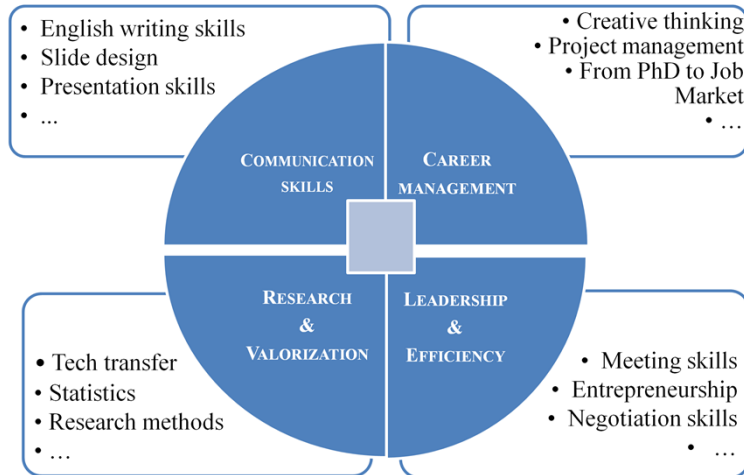 • English writing skills
• Slide design
• Presentation skills
• ...
• Creative thinking
• Project management
• From PhD to Job
Market
• ...
COMMUNICATION
SKILLS
CAREER
MANAGEMENT
RESEARCH
&
VALORIZATION
LEADERSHIP
&
EFFICIENCY
• Tech transfer
• Statistics
• Research methods
• ...
• Meeting skills
• Entrepreneurship
• Negotiation skills
• ...